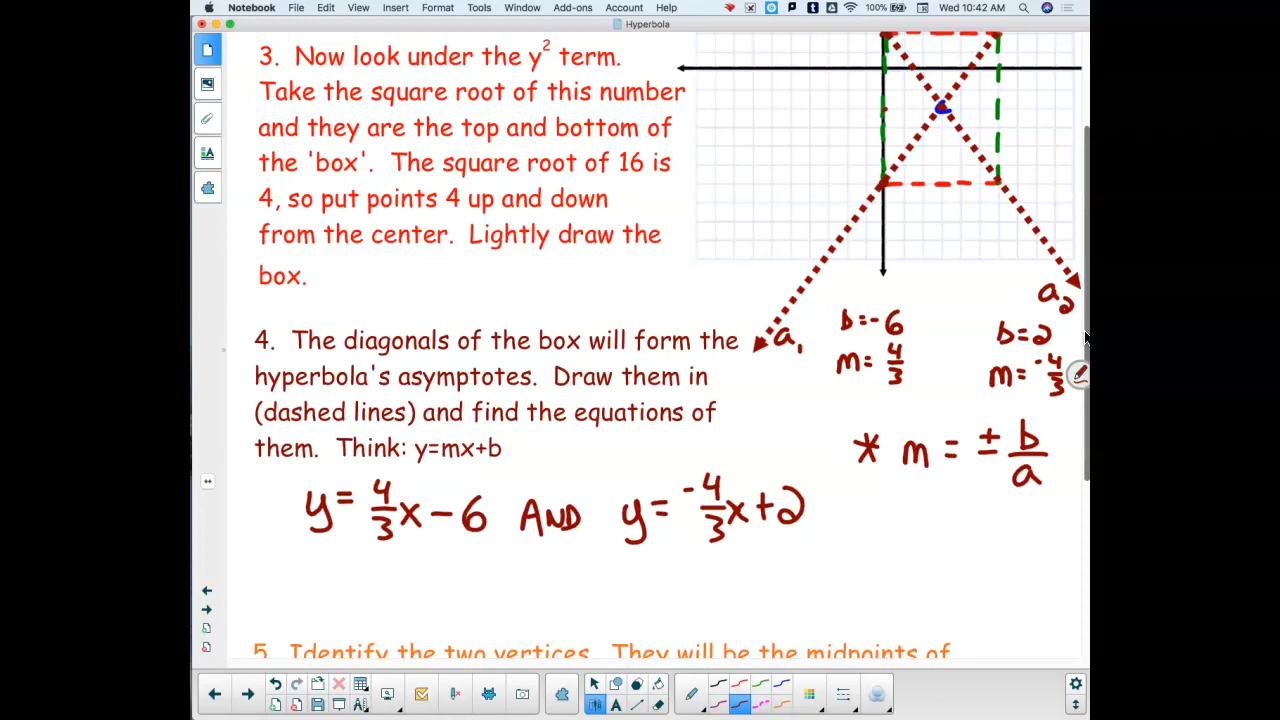 Notebook File Edit View Insert Format Tools Window Add-ons Account Help 100% Wed 10:42 AM
Hyperbola
3. Now look under the y² term.
Take the square root of this number
and they are the top and bottom of
the 'box'. The square root of 16 is
4, so put points 4 up and down
from the center. Lightly draw the
box.
a₂
a₁
b=-6
m=4/3
b=2
m=-4/3
4. The diagonals of the box will form the
hyperbola's asymptotes. Draw them in
(dashed lines) and find the equations of
them. Think: y=mx+b
* m = ± b/a
y = 4/3 x - 6 AND y = -4/3 x + 2
5. Identify the two vertices. They will be the midpoints of